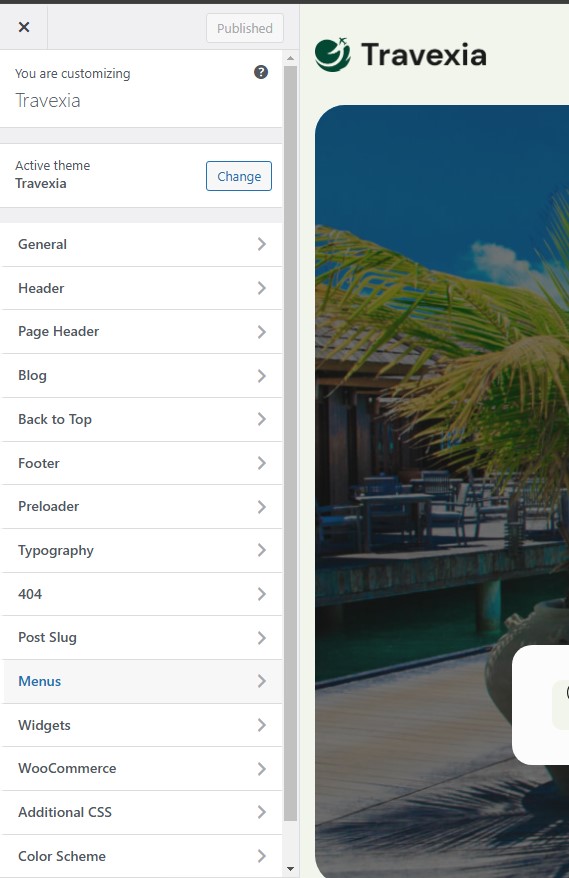 Published
You are customizing
Travexia
Active theme
Travexia
Change
General
Header
Page Header
Blog
Back to Top
Footer
Preloader
Typography
404
Post Slug
Menus
Widgets
WooCommerce
Additional CSS
Color Scheme
Travexia